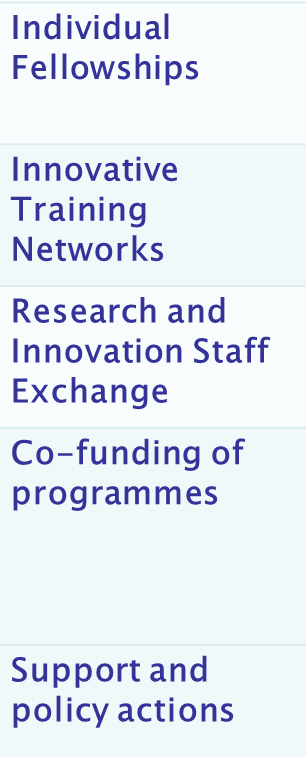 Individual
Fellowships
Innovative
Training
Networks
Research and
Innovation Staff
Exchange
Co-funding of
programmes
Support and
policy actions